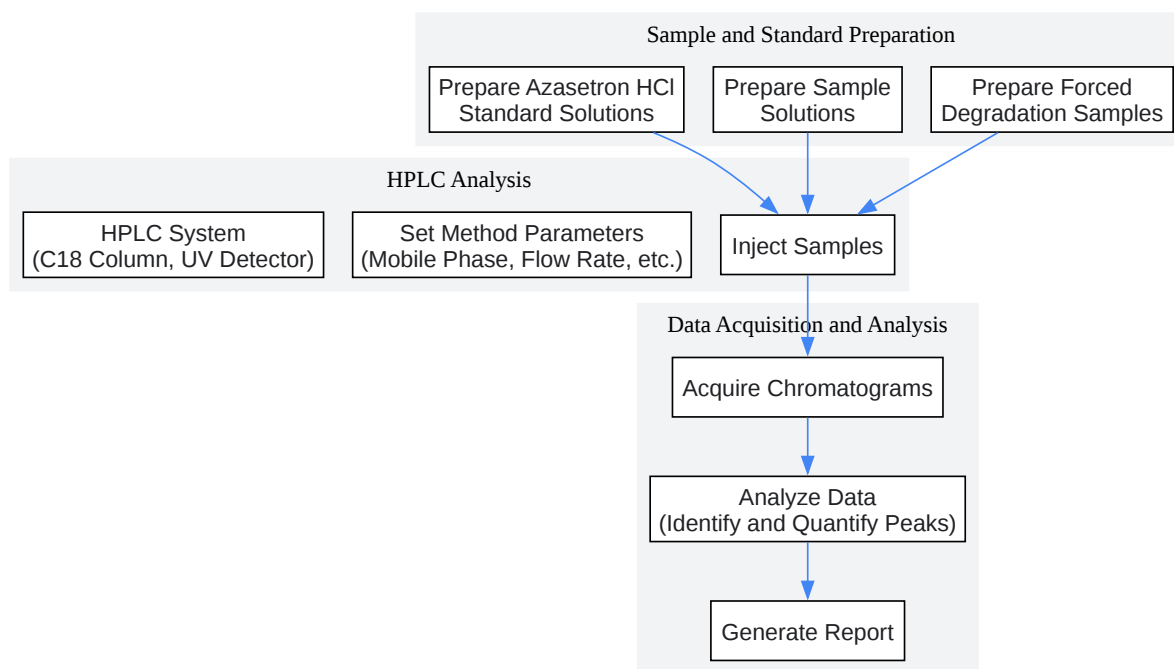 Sample and Standard Preparation
Prepare Azasetron HCl
Standard Solutions
Prepare Sample
Solutions
Prepare Forced
Degradation Samples
HPLC Analysis
HPLC System
(C18 Column, UV Detector)
Set Method Parameters
(Mobile Phase, Flow Rate, etc.)
Inject Samples
Data Acquisition and Analysis
Acquire Chromatograms
Analyze Data
(Identify and Quantify Peaks)
Generate Report